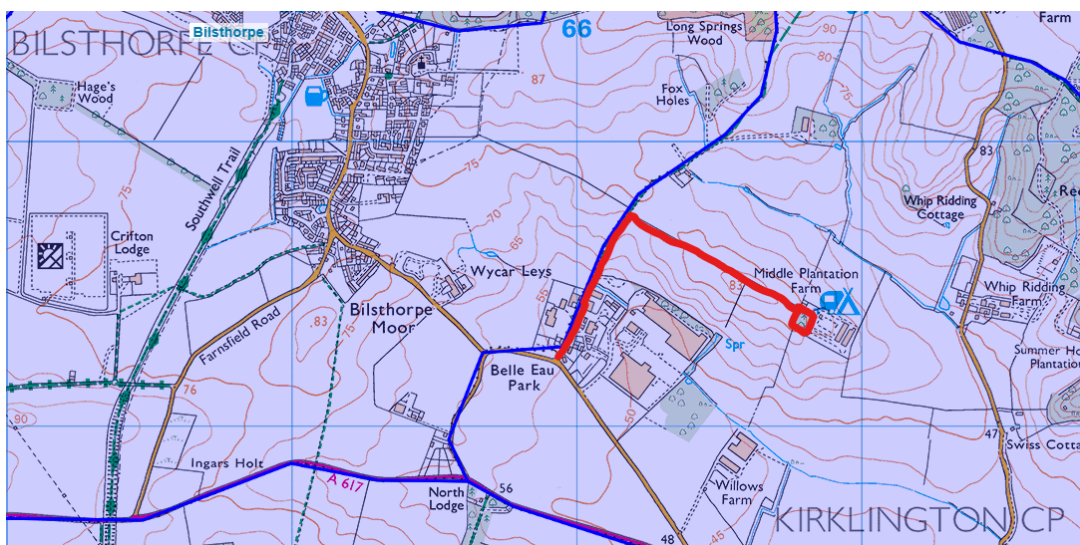 BILSTHORPE CP
Bilsthorpe
66
Long Springs
Wood
90
Farm
Hage's
Wood
87
80
75
Fox
Holes
83
Southwell Trail
75
75
Whip Ridding
Cottage
70
65
Crifton
Lodge
Wycar Leys
Middle Plantation
Farm
83
55
Whip Ridding
Farm
Bilsthorpe
Moor
.83
75
Farnsfield Road
Spr
Summer Ho
Plantation
Belle Eau
Park
76
90
50
47
Swiss Cotta
Ingars Holt
A 617
North
Lodge
56
Willows
Farm
KIRKLINGTON CP
48
45